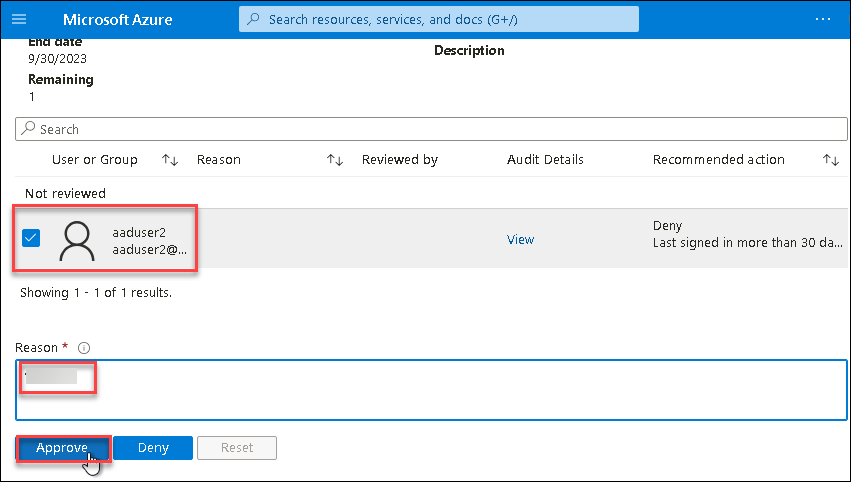 Microsoft Azure
Search resources, services, and docs (G+/)
End date
9/30/2023
Description
Remaining
1
Search
User or Group Reason Reviewed by Audit Details Recommended action
Not reviewed
aaduser2
aaduser2@...
View
Deny
Last signed in more than 30 da...
Showing 1 - 1 of 1 results.
Reason *
Approve Deny Reset